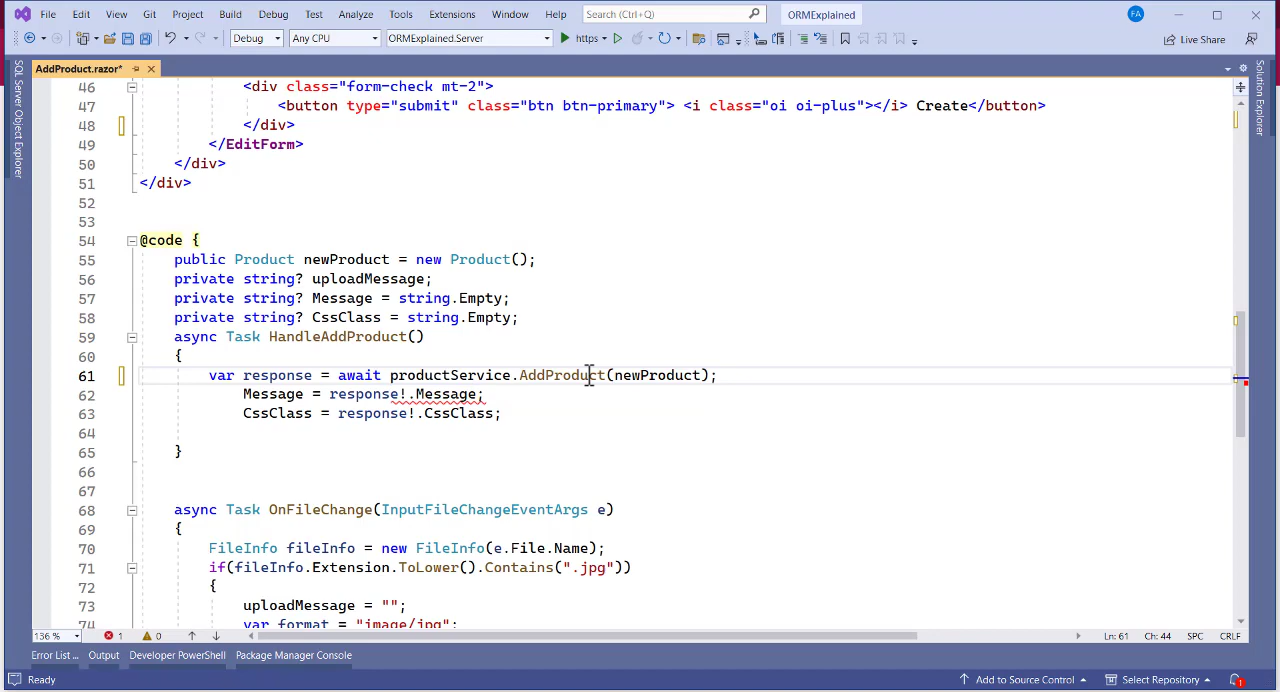 File Edit View Git Project Build Debug Test Analyze Tools Extensions Window Help Search (Ctrl+Q) ORMExplained FA
Debug Any CPU ORMExplained.Server https Live Share
AddProduct.razor*
SQL Server Object Explorer
Solution Explorer
46 <div class="form-check mt-2">
47 <button type="submit" class="btn btn-primary"> <i class="oi oi-plus"></i> Create</button>
48 </div>
49 </EditForm>
50 </div>
51 </div>
52
53
54 @code {
55 public Product newProduct = new Product();
56 private string? uploadMessage;
57 private string? Message = string.Empty;
58 private string? CssClass = string.Empty;
59 async Task HandleAddProduct()
60 {
61 var response = await productService.AddProduct(newProduct);
62 Message = response!.Message;
63 CssClass = response!.CssClass;
64
65 }
66
67
68 async Task OnFileChange(InputFileChangeEventArgs e)
69 {
70 FileInfo fileInfo = new FileInfo(e.File.Name);
71 if(fileInfo.Extension.ToLower().Contains(".jpg"))
72 {
73 uploadMessage = "";
74 var format = "image/jpg";
136 % 1 0 Ln: 61 Ch: 44 SPC CRLF
Error List ... Output Developer PowerShell Package Manager Console
Ready Add to Source Control Select Repository 1